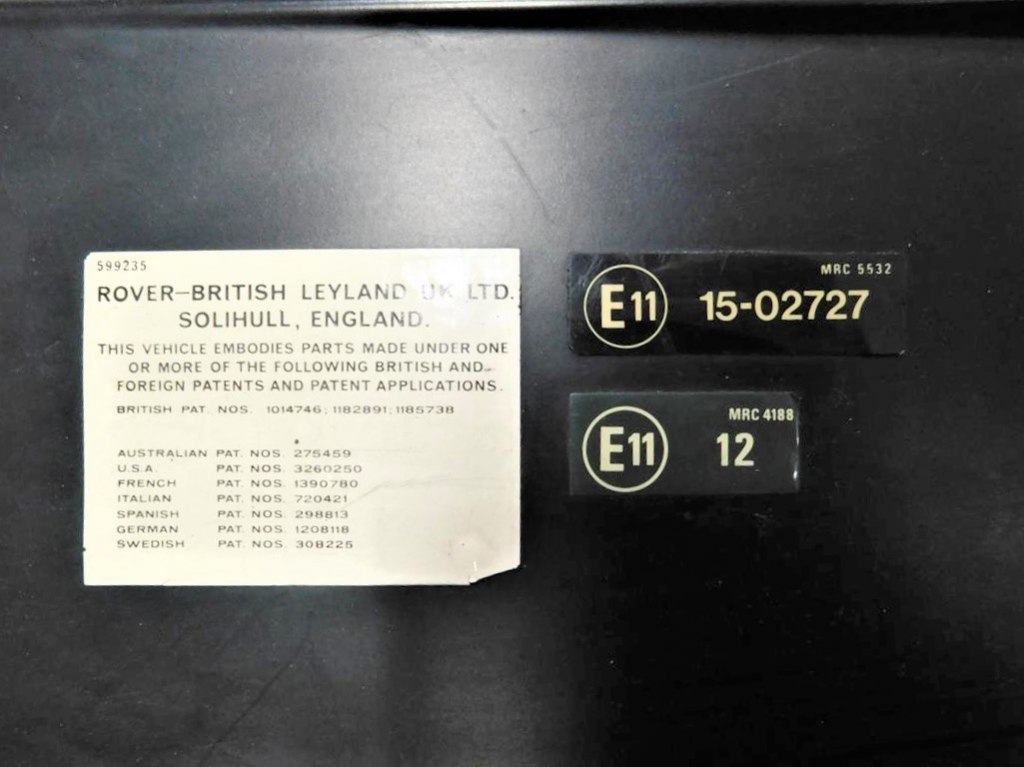 599235
ROVER-BRITISH LEYLAND UK LTD.
SOLIHULL, ENGLAND.
THIS VEHICLE EMBODIES PARTS MADE UNDER ONE
OR MORE OF THE FOLLOWING BRITISH AND
FOREIGN PATENTS AND PATENT APPLICATIONS.
BRITISH PAT. NOS. 1014746; 1182891; 1185738
AUSTRALIAN PAT. NOS. 275459
U.S.A. PAT. NOS. 3260250
FRENCH PAT. NOS. 1390780
ITALIAN PAT. NOS. 720421
SPANISH PAT. NOS. 298813
GERMAN PAT. NOS. 1208118
SWEDISH PAT. NOS. 308225
MRC 5532
E11 15-02727
MRC 4188
E11 12